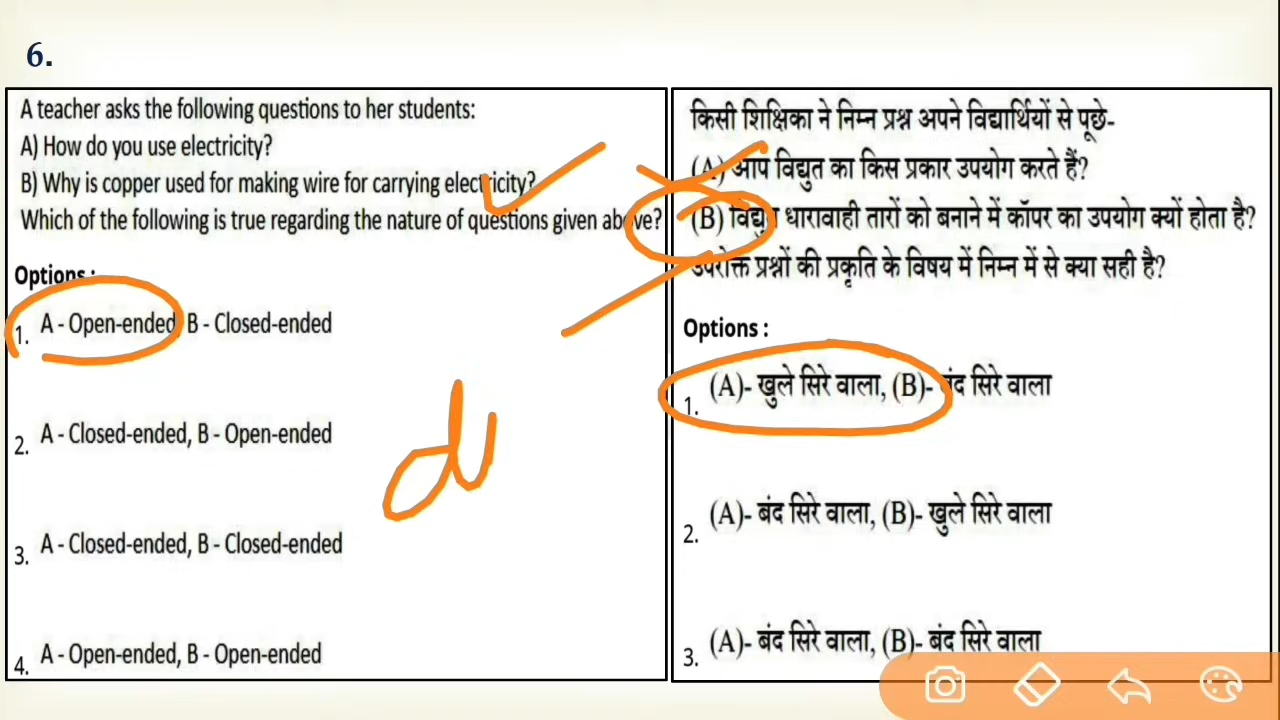 6.
A teacher asks the following questions to her students:
A) How do you use electricity?
B) Why is copper used for making wire for carrying electricity?
Which of the following is true regarding the nature of questions given above?
Options :
1. A - Open-ended, B - Closed-ended
2. A - Closed-ended, B - Open-ended
3. A - Closed-ended, B - Closed-ended
4. A - Open-ended, B - Open-ended
किसी शिक्षिका ने निम्न प्रश्न अपने विद्यार्थियों से पूछे-
(A) आप विद्युत का किस प्रकार उपयोग करते हैं?
(B) विद्युत धारावाही तारों को बनाने में कॉपर का उपयोग क्यों होता है?
उपरोक्त प्रश्नों की प्रकृति के विषय में निम्न में से क्या सही है?
Options :
1. (A)- खुले सिरे वाला, (B)- बंद सिरे वाला
2. (A)- बंद सिरे वाला, (B)- खुले सिरे वाला
3. (A)- बंद सिरे वाला, (B)- बंद सिरे वाला